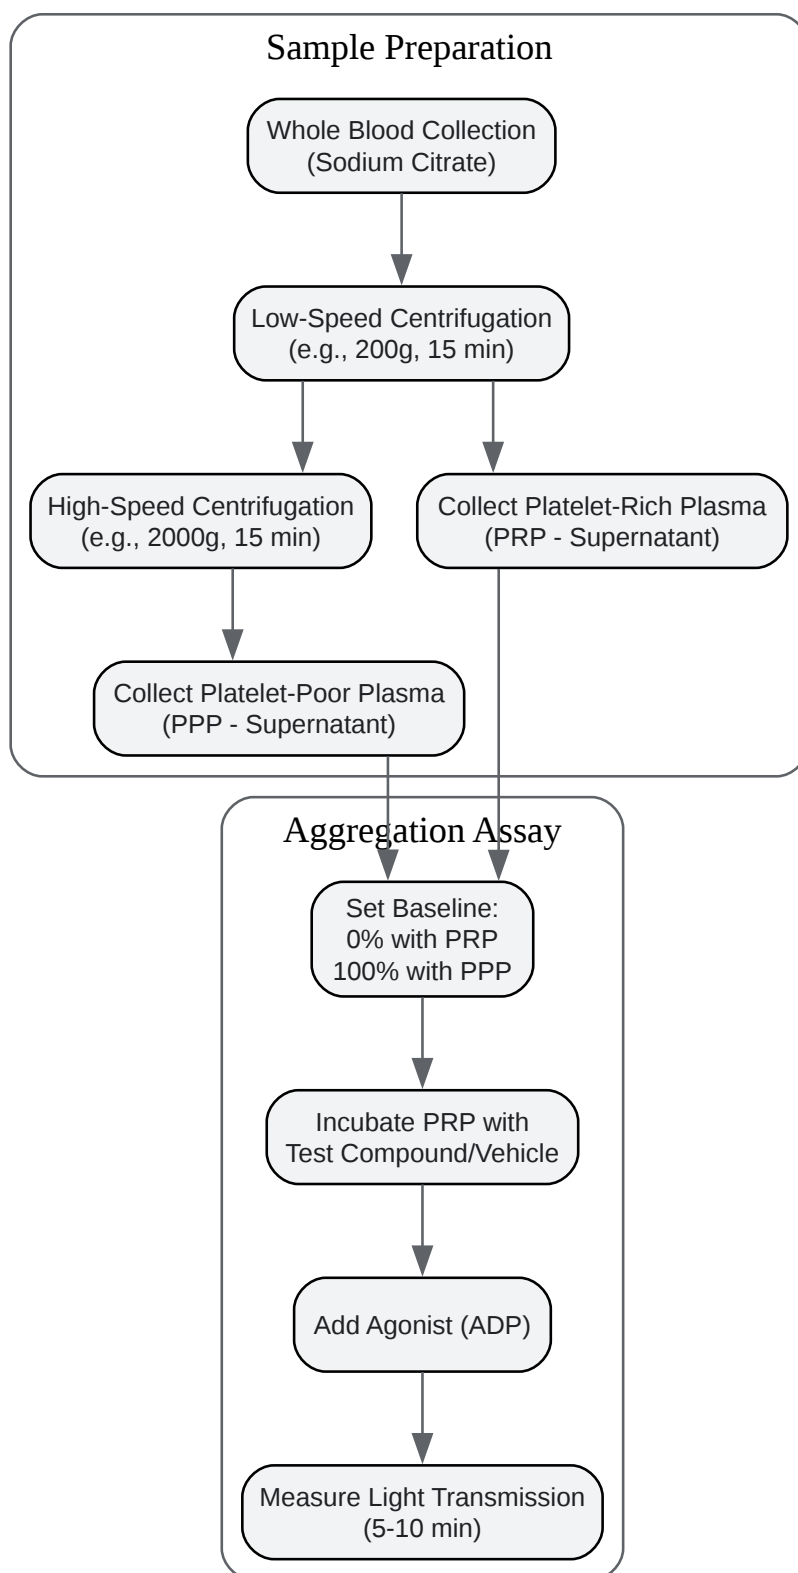 Sample Preparation
Whole Blood Collection
(Sodium Citrate)
Low-Speed Centrifugation
(e.g., 200g, 15 min)
High-Speed Centrifugation
(e.g., 2000g, 15 min)
Collect Platelet-Rich Plasma
(PRP - Supernatant)
Collect Platelet-Poor Plasma
(PPP - Supernatant)
Aggregation Assay
Set Baseline:
0% with PRP
100% with PPP
Incubate PRP with
Test Compound/Vehicle
Add Agonist (ADP)
Measure Light Transmission
(5-10 min)